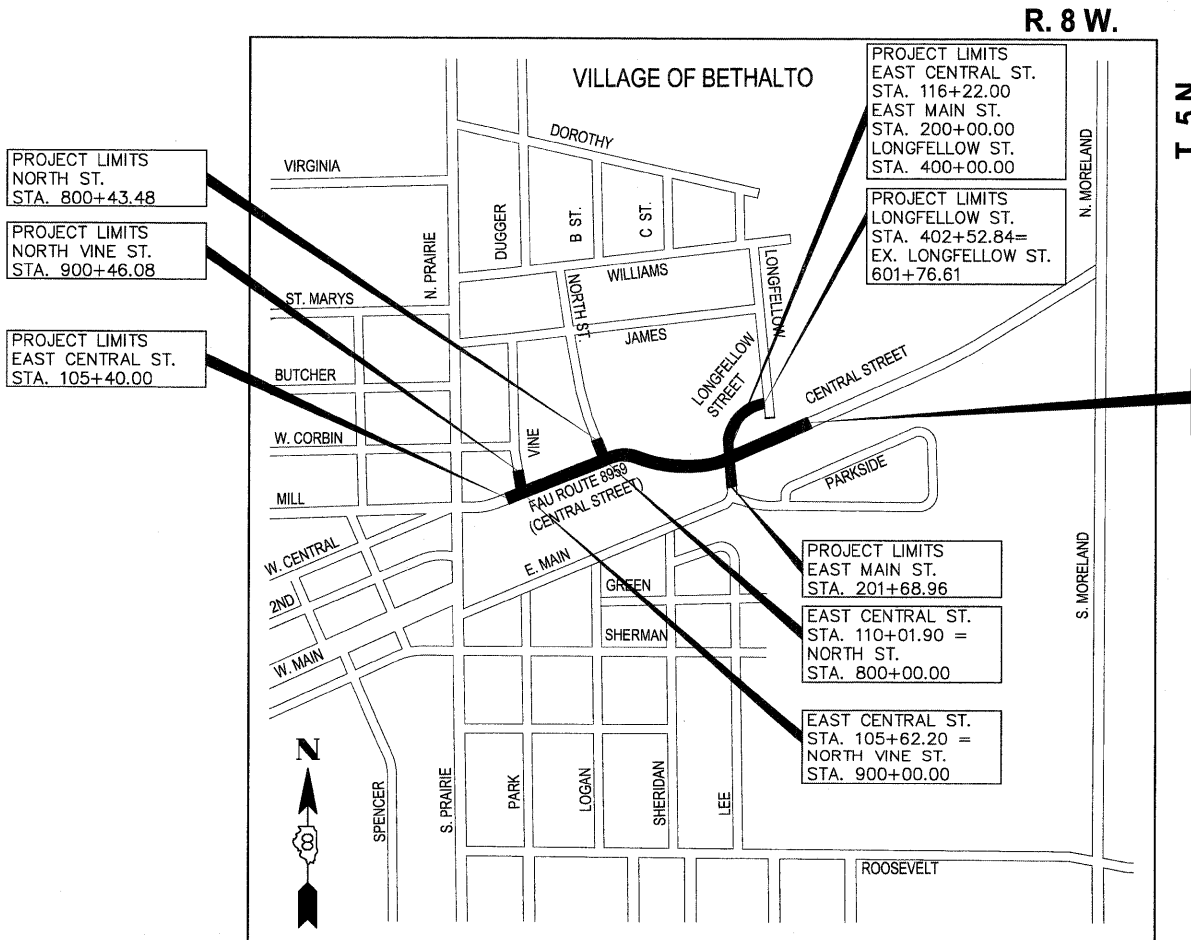 R. 8 W.
T. 5 N
VILLAGE OF BETHALTO
PROJECT LIMITS
EAST CENTRAL ST.
STA. 116+22.00
EAST MAIN ST.
STA. 200+00.00
LONGFELLOW ST.
STA. 400+00.00
PROJECT LIMITS
LONGFELLOW ST.
STA. 402+52.84=
EX. LONGFELLOW ST.
601+76.61
PROJECT LIMITS
NORTH ST.
STA. 800+43.48
PROJECT LIMITS
NORTH VINE ST.
STA. 900+46.08
PROJECT LIMITS
EAST CENTRAL ST.
STA. 105+40.00
DOROTHY
VIRGINIA
N. MORELAND
DUGGER
B ST.
C ST.
N. PRAIRIE
WILLIAMS
LONGFELLOW
ST. MARYS
NORTH ST.
JAMES
LONGFELLOW
STREET
CENTRAL STREET
BUTCHER
W. CORBIN
VINE
MILL
FAU ROUTE 8959
(CENTRAL STREET)
PARKSIDE
W. CENTRAL
E. MAIN
2ND
GREEN
SHERMAN
W. MAIN
S. MORELAND
PROJECT LIMITS
EAST MAIN ST.
STA. 201+68.96
EAST CENTRAL ST.
STA. 110+01.90 =
NORTH ST.
STA. 800+00.00
EAST CENTRAL ST.
STA. 105+62.20 =
NORTH VINE ST.
STA. 900+00.00
N
8
SPENCER
S. PRAIRIE
PARK
LOGAN
SHERIDAN
LEE
ROOSEVELT